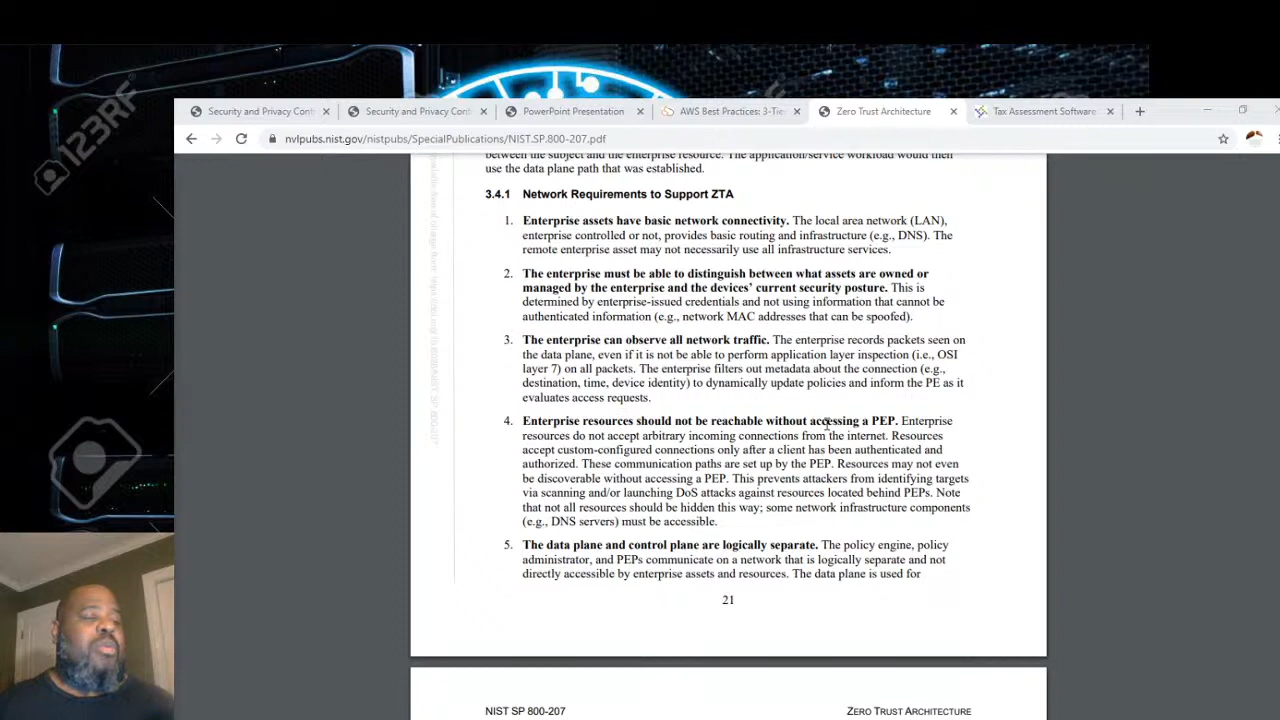 123RF
Security and Privacy Cont
Security and Privacy Cont
PowerPoint Presentation
AWS Best Practices: 3-Tie
Zero Trust Architecture
Tax Assessment Software
nvlpubs.nist.gov/nistpubs/SpecialPublications/NIST.SP.800-207.pdf
between the subject and the enterprise resource. The application/service workload would then
use the data plane path that was established.
3.4.1 Network Requirements to Support ZTA
1. Enterprise assets have basic network connectivity. The local area network (LAN),
enterprise controlled or not, provides basic routing and infrastructure (e.g., DNS). The
remote enterprise asset may not necessarily use all infrastructure services.
2. The enterprise must be able to distinguish between what assets are owned or
managed by the enterprise and the devices’ current security posture. This is
determined by enterprise-issued credentials and not using information that cannot be
authenticated information (e.g., network MAC addresses that can be spoofed).
3. The enterprise can observe all network traffic. The enterprise records packets seen on
the data plane, even if it is not be able to perform application layer inspection (i.e., OSI
layer 7) on all packets. The enterprise filters out metadata about the connection (e.g.,
destination, time, device identity) to dynamically update policies and inform the PE as it
evaluates access requests.
4. Enterprise resources should not be reachable without accessing a PEP. Enterprise
resources do not accept arbitrary incoming connections from the internet. Resources
accept custom-configured connections only after a client has been authenticated and
authorized. These communication paths are set up by the PEP. Resources may not even
be discoverable without accessing a PEP. This prevents attackers from identifying targets
via scanning and/or launching DoS attacks against resources located behind PEPs. Note
that not all resources should be hidden this way; some network infrastructure components
(e.g., DNS servers) must be accessible.
5. The data plane and control plane are logically separate. The policy engine, policy
administrator, and PEPs communicate on a network that is logically separate and not
directly accessible by enterprise assets and resources. The data plane is used for
21
NIST SP 800-207
ZERO TRUST ARCHITECTURE